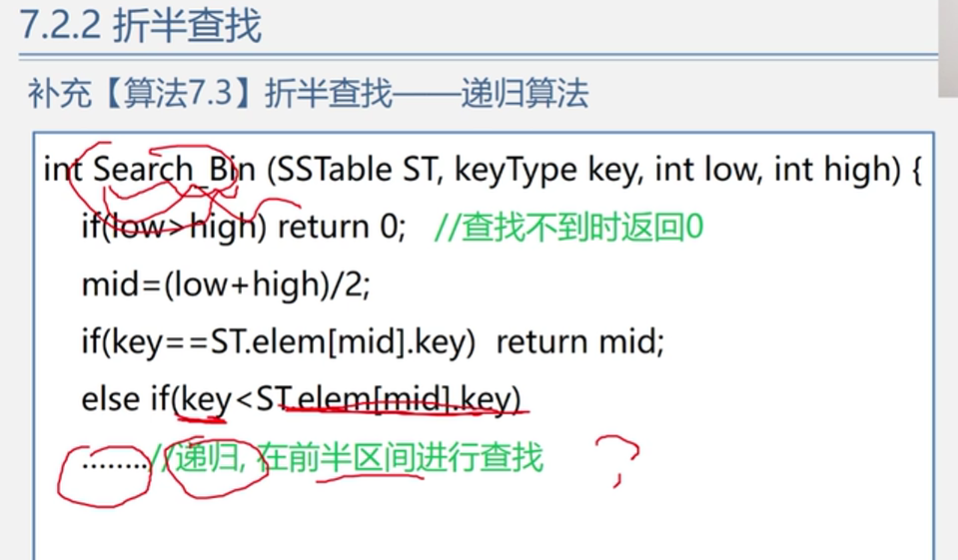 7.2.2 折半查找
补充【算法7.3】折半查找——递归算法
int Search_Bin (SSTable ST, keyType key, int low, int high) {
if(low>high) return 0; //查找不到时返回0
mid=(low+high)/2;
if(key==ST.elem[mid].key) return mid;
else if(key<ST.elem[mid].key)
........//递归, 在前半区间进行查找 ?